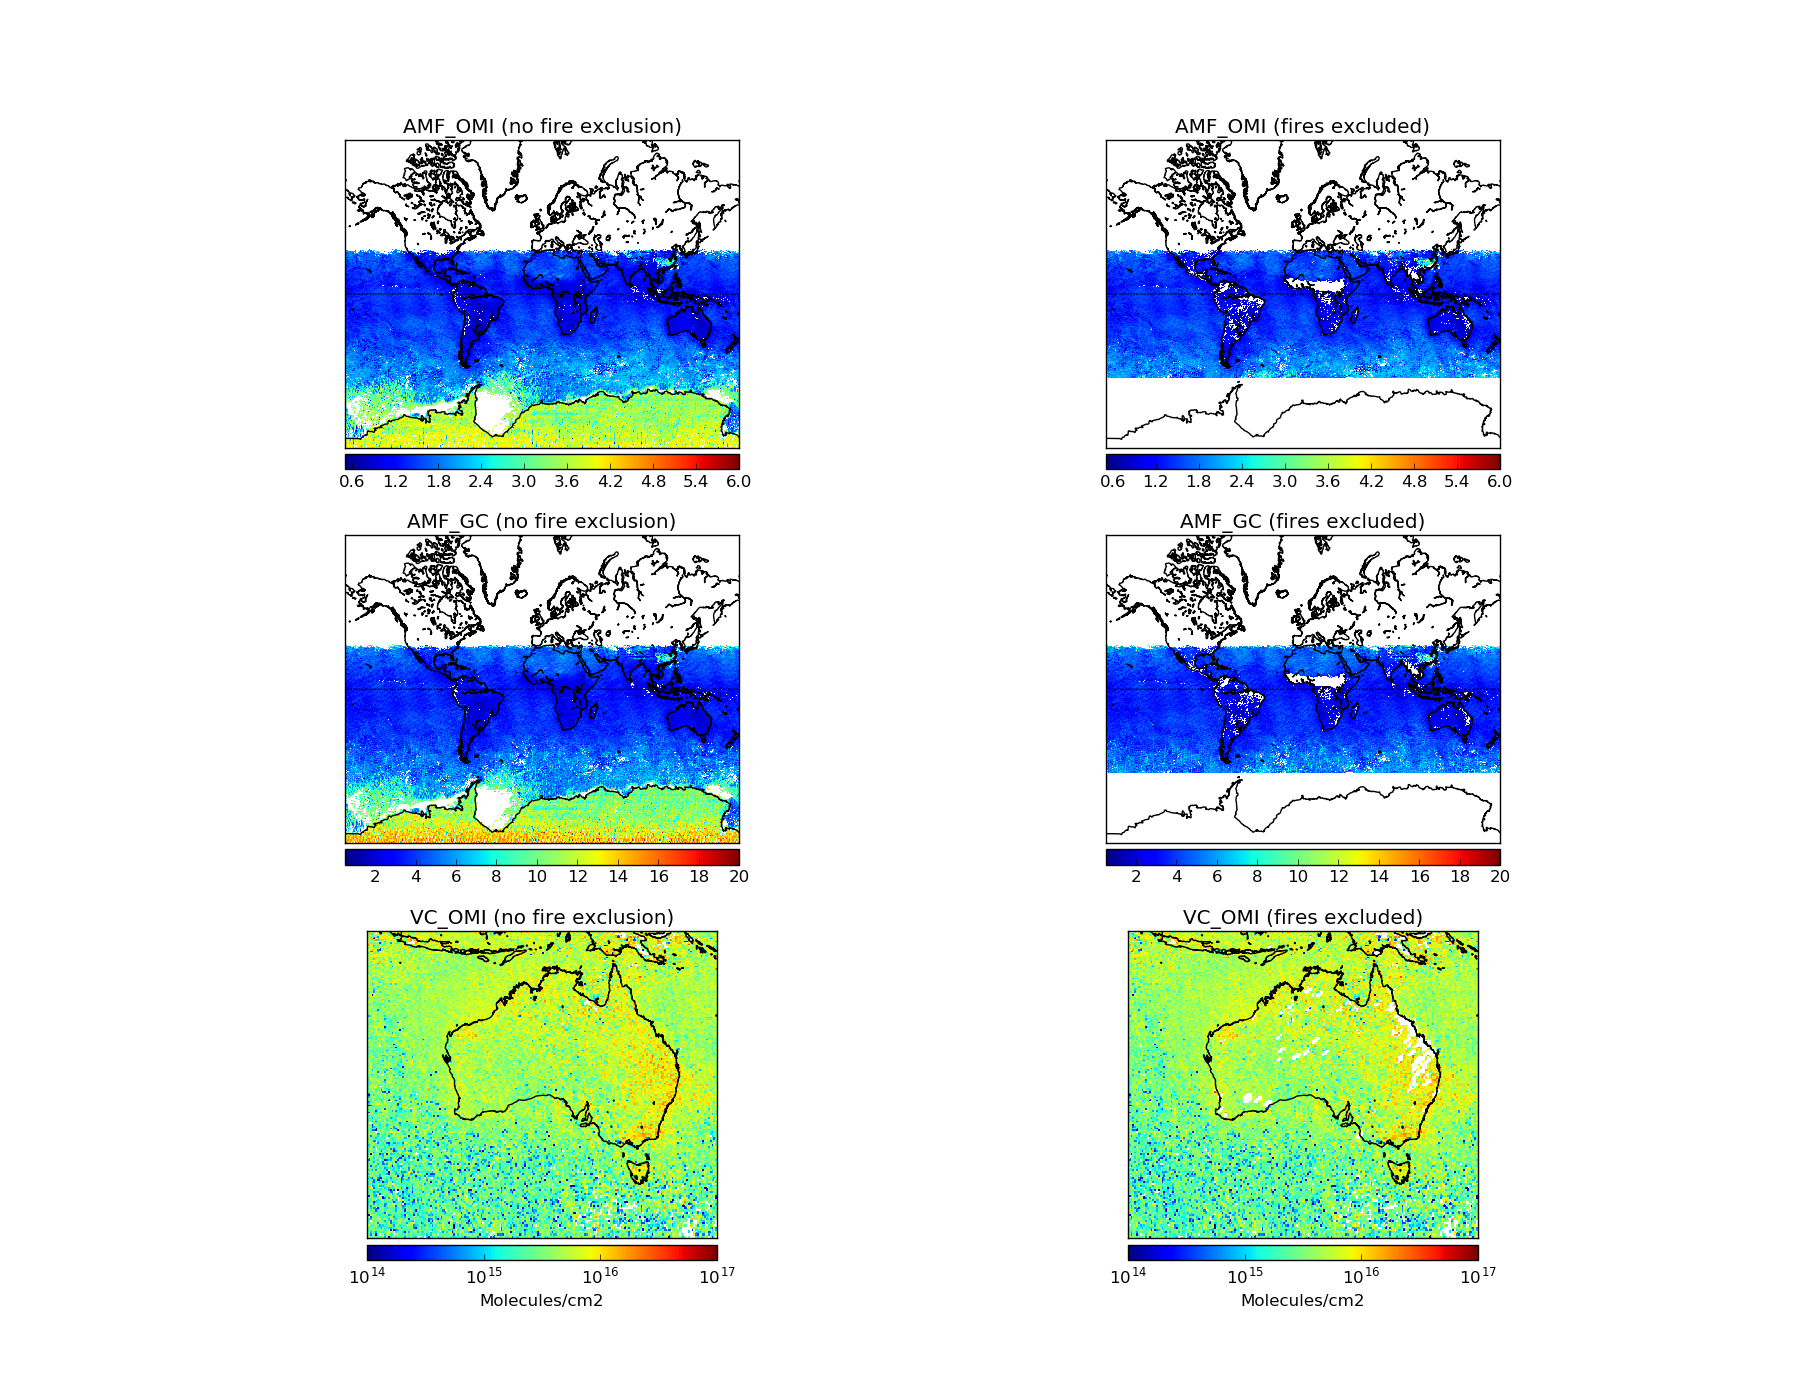 AMF_OMI (no fire exclusion)
AMF_OMI (fires excluded)
0.6 1.2 1.8 2.4 3.0 3.6 4.2 4.8 5.4 6.0
0.6 1.2 1.8 2.4 3.0 3.6 4.2 4.8 5.4 6.0
AMF_GC (no fire exclusion)
AMF_GC (fires excluded)
2 4 6 8 10 12 14 16 18 20
2 4 6 8 10 12 14 16 18 20
VC_OMI (no fire exclusion)
VC_OMI (fires excluded)
10^14 10^15 10^16 10^17
10^14 10^15 10^16 10^17
Molecules/cm2
Molecules/cm2